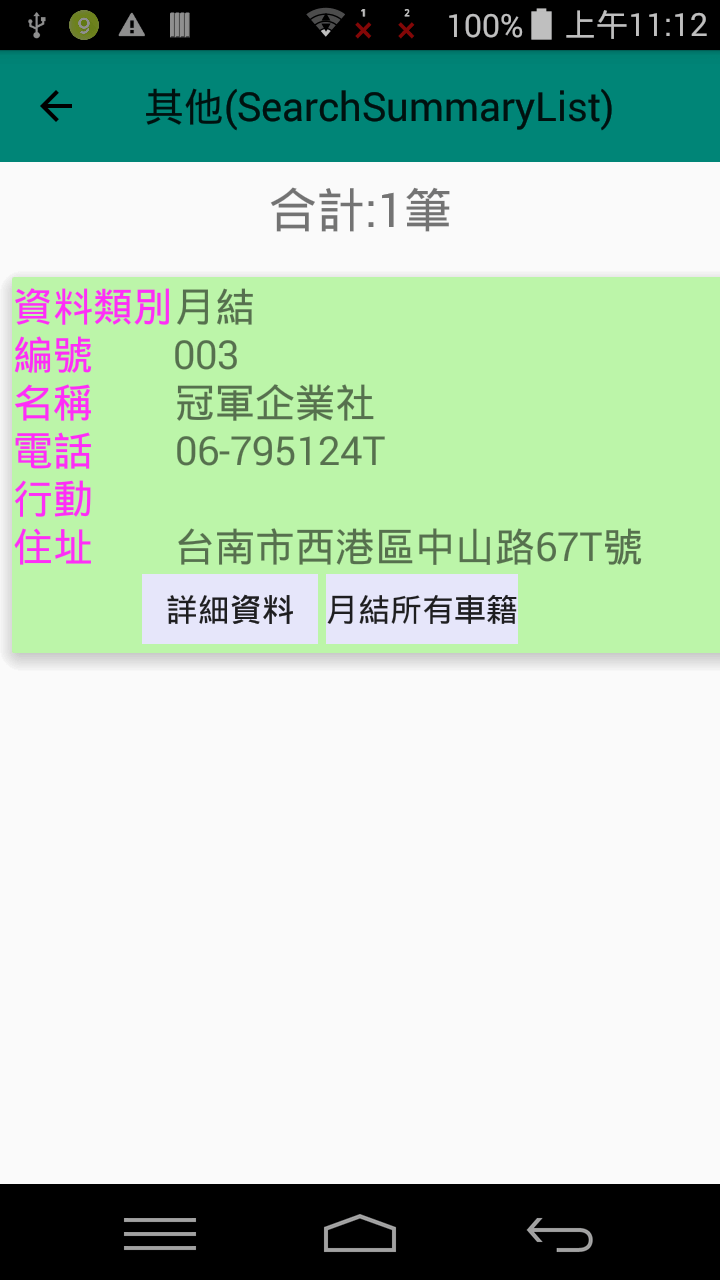 9
1
2
100%
上午11:12
其他(SearchSummaryList)
合計:1筆
資料類別月結
編號 003
名稱 冠軍企業社
電話 06-795124T
行動
住址 台南市西港區中山路67T號
詳細資料 月結所有車籍